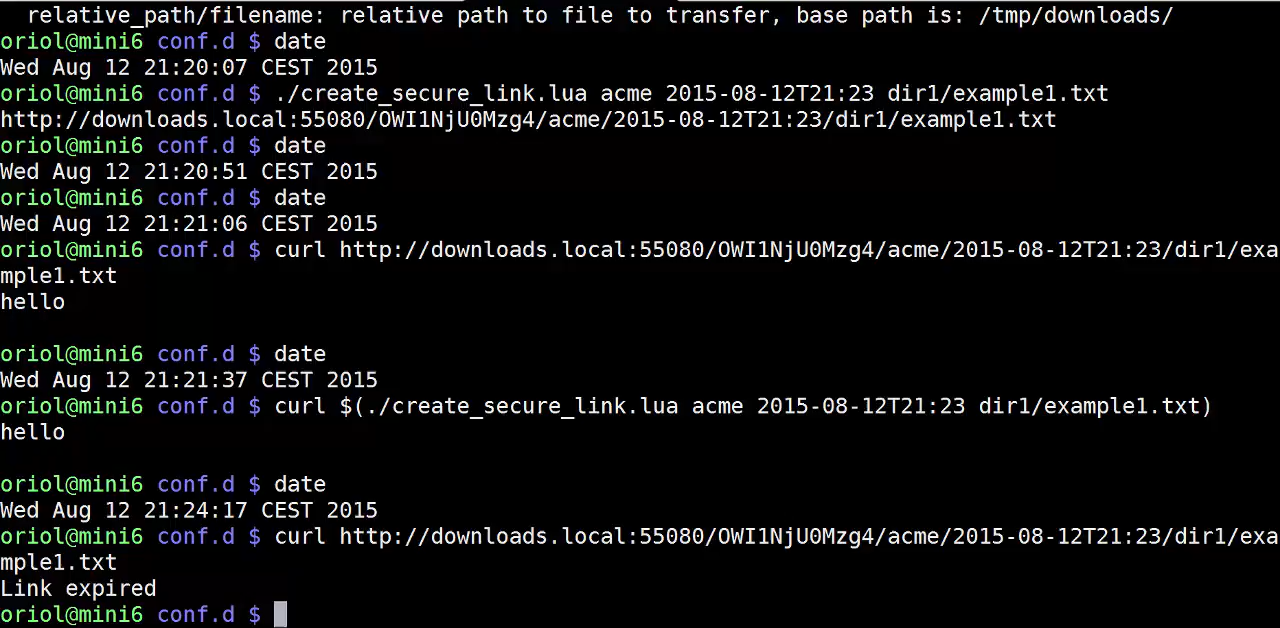 relative_path/filename: relative path to file to transfer, base path is: /tmp/downloads/
oriol@mini6 conf.d $ date
Wed Aug 12 21:20:07 CEST 2015
oriol@mini6 conf.d $ ./create_secure_link.lua acme 2015-08-12T21:23 dir1/example1.txt
http://downloads.local:55080/OWI1NjU0Mzg4/acme/2015-08-12T21:23/dir1/example1.txt
oriol@mini6 conf.d $ date
Wed Aug 12 21:20:51 CEST 2015
oriol@mini6 conf.d $ date
Wed Aug 12 21:21:06 CEST 2015
oriol@mini6 conf.d $ curl http://downloads.local:55080/OWI1NjU0Mzg4/acme/2015-08-12T21:23/dir1/exa
mple1.txt
hello
oriol@mini6 conf.d $ date
Wed Aug 12 21:21:37 CEST 2015
oriol@mini6 conf.d $ curl $(./create_secure_link.lua acme 2015-08-12T21:23 dir1/example1.txt)
hello
oriol@mini6 conf.d $ date
Wed Aug 12 21:24:17 CEST 2015
oriol@mini6 conf.d $ curl http://downloads.local:55080/OWI1NjU0Mzg4/acme/2015-08-12T21:23/dir1/exa
mple1.txt
Link expired
oriol@mini6 conf.d $